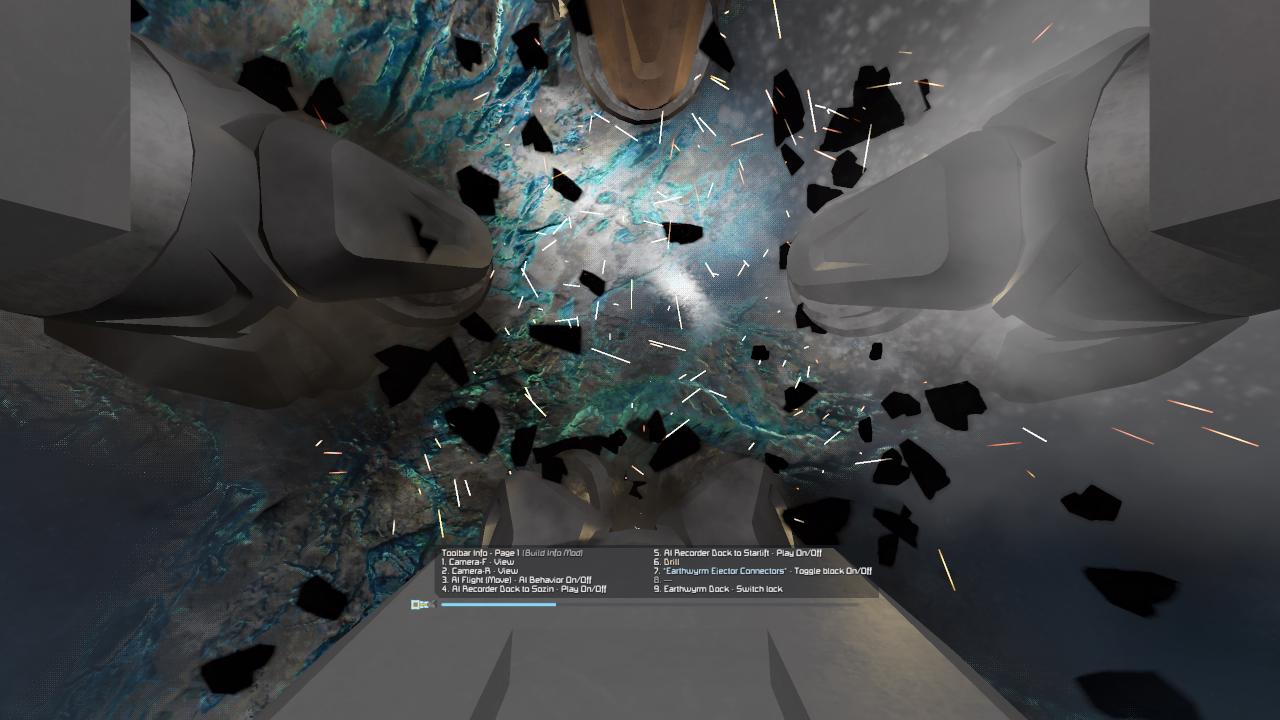 Toolbar Info - Page 1 (Build Info Mod)
1. Camera-F - View
2. Camera-R - View
3. AI Flight (Move) - AI Behavior On/Off
4. AI Recorder Dock to Sazin - Play On/Off
5. AI Recorder Dock to Starlift - Play On/Off
6. Drill
7. "Earthwyrm Ejector Connectors" - Toggle block On/Off
8. —
9. Earthwyrm Dock - Switch lock